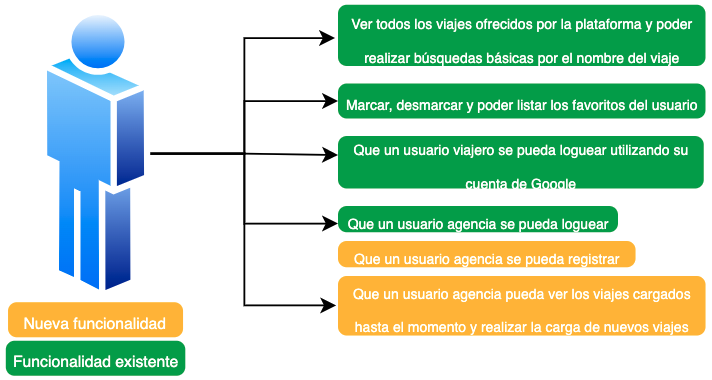 Ver todos los viajes ofrecidos por la plataforma y poder
realizar búsquedas básicas por el nombre del viaje
Marcar, desmarcar y poder listar los favoritos del usuario
Que un usuario viajero se pueda loguear utilizando su
cuenta de Google
Que un usuario agencia se pueda loguear
Que un usuario agencia se pueda registrar
Que un usuario agencia pueda ver los viajes cargados
hasta el momento y realizar la carga de nuevos viajes
Nueva funcionalidad
Funcionalidad existente